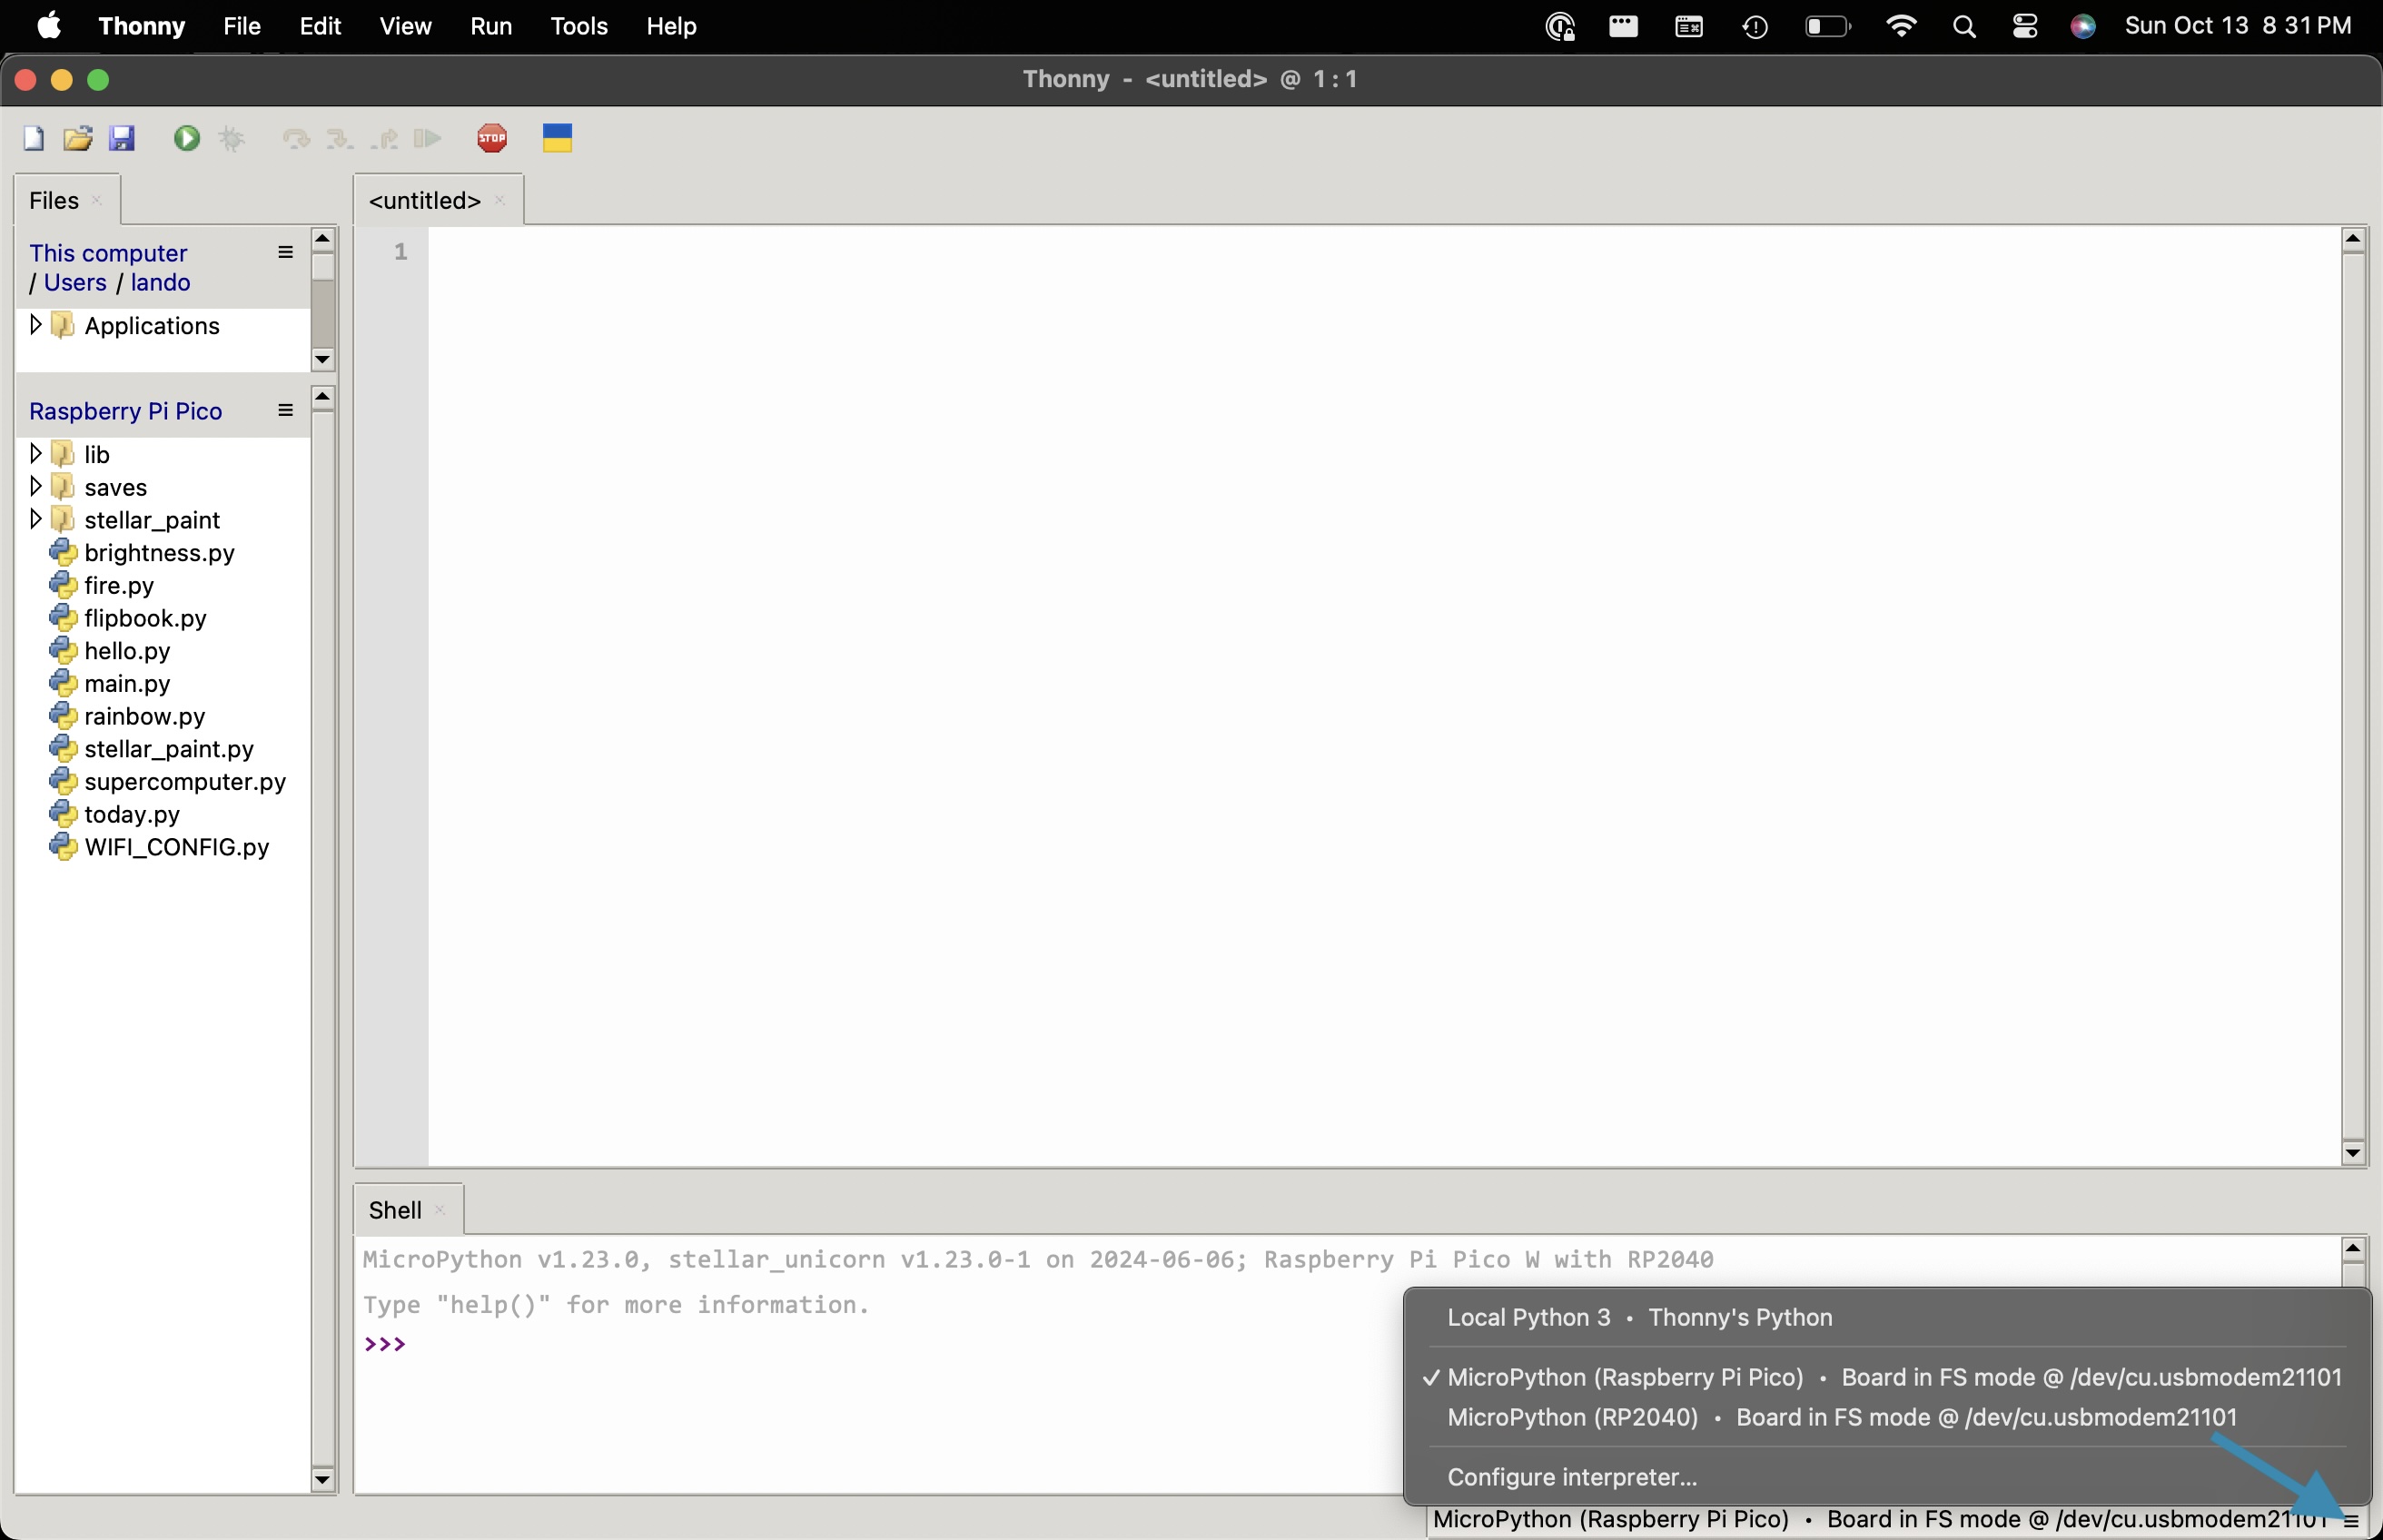 Thonny File Edit View Run Tools Help Sun Oct 13 8 31 PM
Thonny - <untitled> @ 1:1
STOP
Files
This computer
/ Users / lando
Applications
Raspberry Pi Pico
lib
saves
stellar_paint
brightness.py
fire.py
flipbook.py
hello.py
main.py
rainbow.py
stellar_paint.py
supercomputer.py
today.py
WIFI_CONFIG.py
<untitled>
1
Shell
MicroPython v1.23.0, stellar_unicorn v1.23.0-1 on 2024-06-06; Raspberry Pi Pico W with RP2040
Type "help()" for more information.
>>>
Local Python 3 • Thonny's Python
✓ MicroPython (Raspberry Pi Pico) • Board in FS mode @ /dev/cu.usbmodem21101
MicroPython (RP2040) • Board in FS mode @ /dev/cu.usbmodem21101
Configure interpreter...
MicroPython (Raspberry Pi Pico) • Board in FS mode @ /dev/cu.usbmodem21101